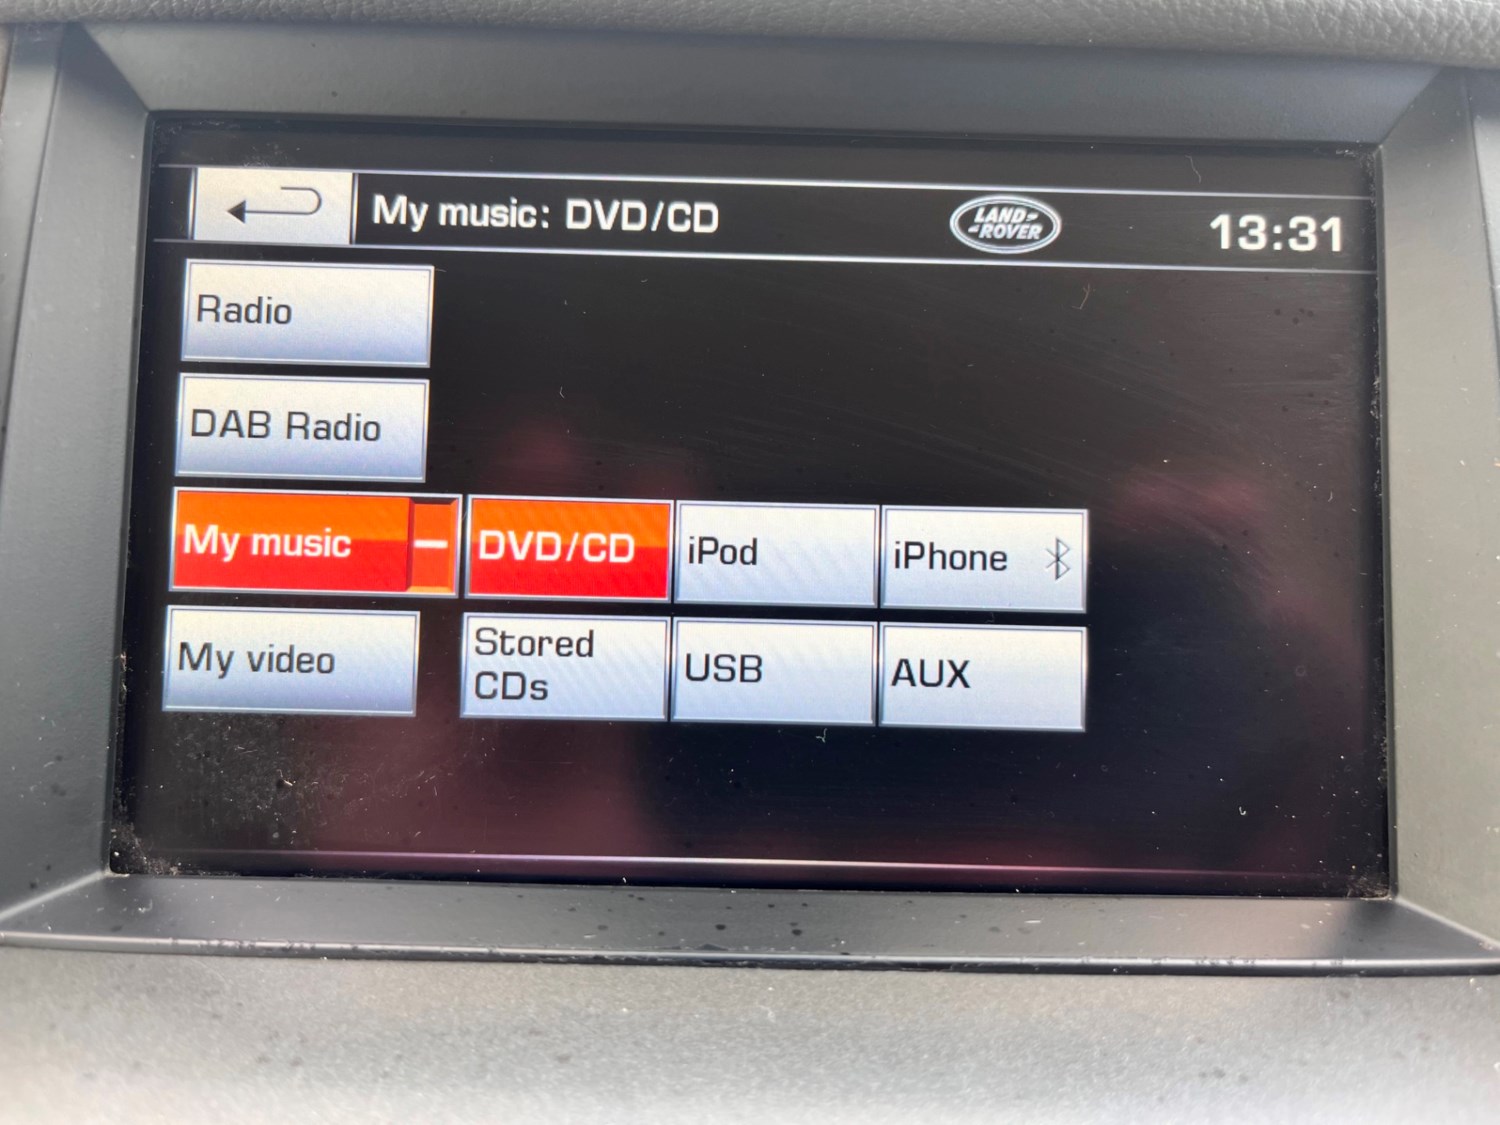 My music: DVD/CD
LAND-
-ROVER
13:31
Radio
DAB Radio
My music
DVD/CD
iPod
iPhone
My video
Stored
CDs
USB
AUX